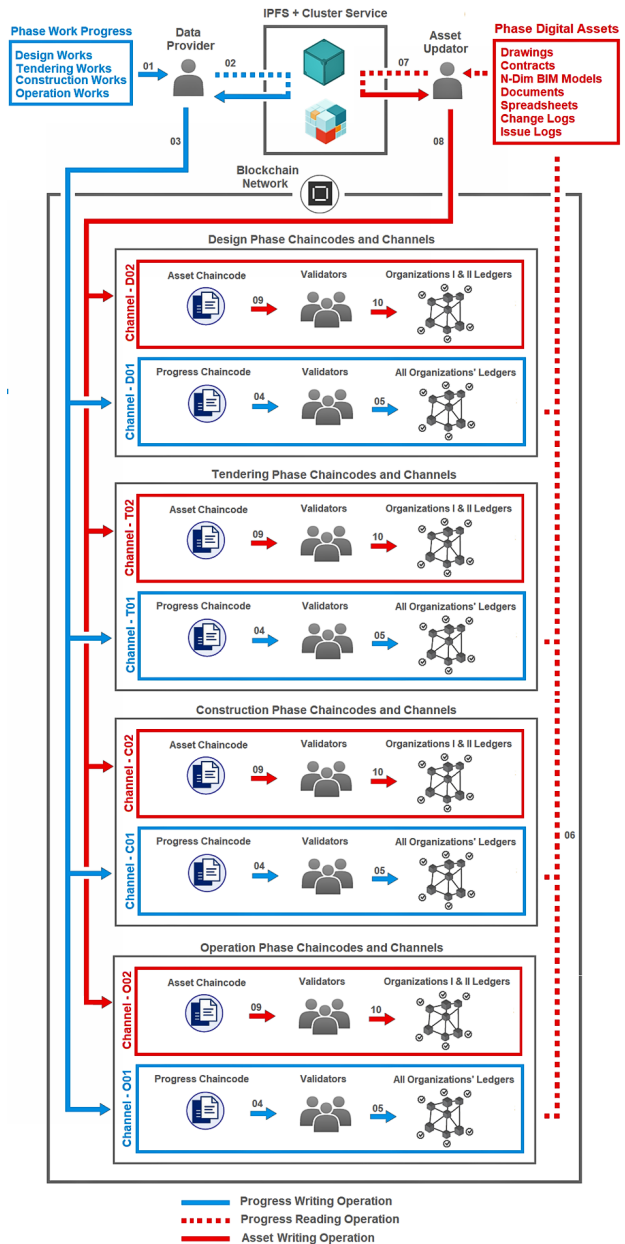 IPFS + Cluster Service
Phase Work Progress
Design Works
Tendering Works
Construction Works
Operation Works
01
Data
Provider
02
07
Asset
Updator
Phase Digital Assets
Drawings
Contracts
N-Dim BIM Models
Documents
Spreadsheets
Change Logs
Issue Logs
03
08
Blockchain
Network
Design Phase Chaincodes and Channels
Channel - D02
Asset Chaincode
Validators
Organizations I & II Ledgers
09
10
Channel - D01
Progress Chaincode
Validators
All Organizations' Ledgers
04
05
Tendering Phase Chaincodes and Channels
Channel - T02
Asset Chaincode
Validators
Organizations I & II Ledgers
09
10
Channel - T01
Progress Chaincode
Validators
All Organizations' Ledgers
04
05
Construction Phase Chaincodes and Channels
Channel - C02
Asset Chaincode
Validators
Organizations I & II Ledgers
09
10
Channel - C01
Progress Chaincode
Validators
All Organizations' Ledgers
04
05
06
Operation Phase Chaincodes and Channels
Channel - O02
Asset Chaincode
Validators
Organizations I & II Ledgers
09
10
Channel - O01
Progress Chaincode
Validators
All Organizations' Ledgers
04
05
Progress Writing Operation
Progress Reading Operation
Asset Writing Operation